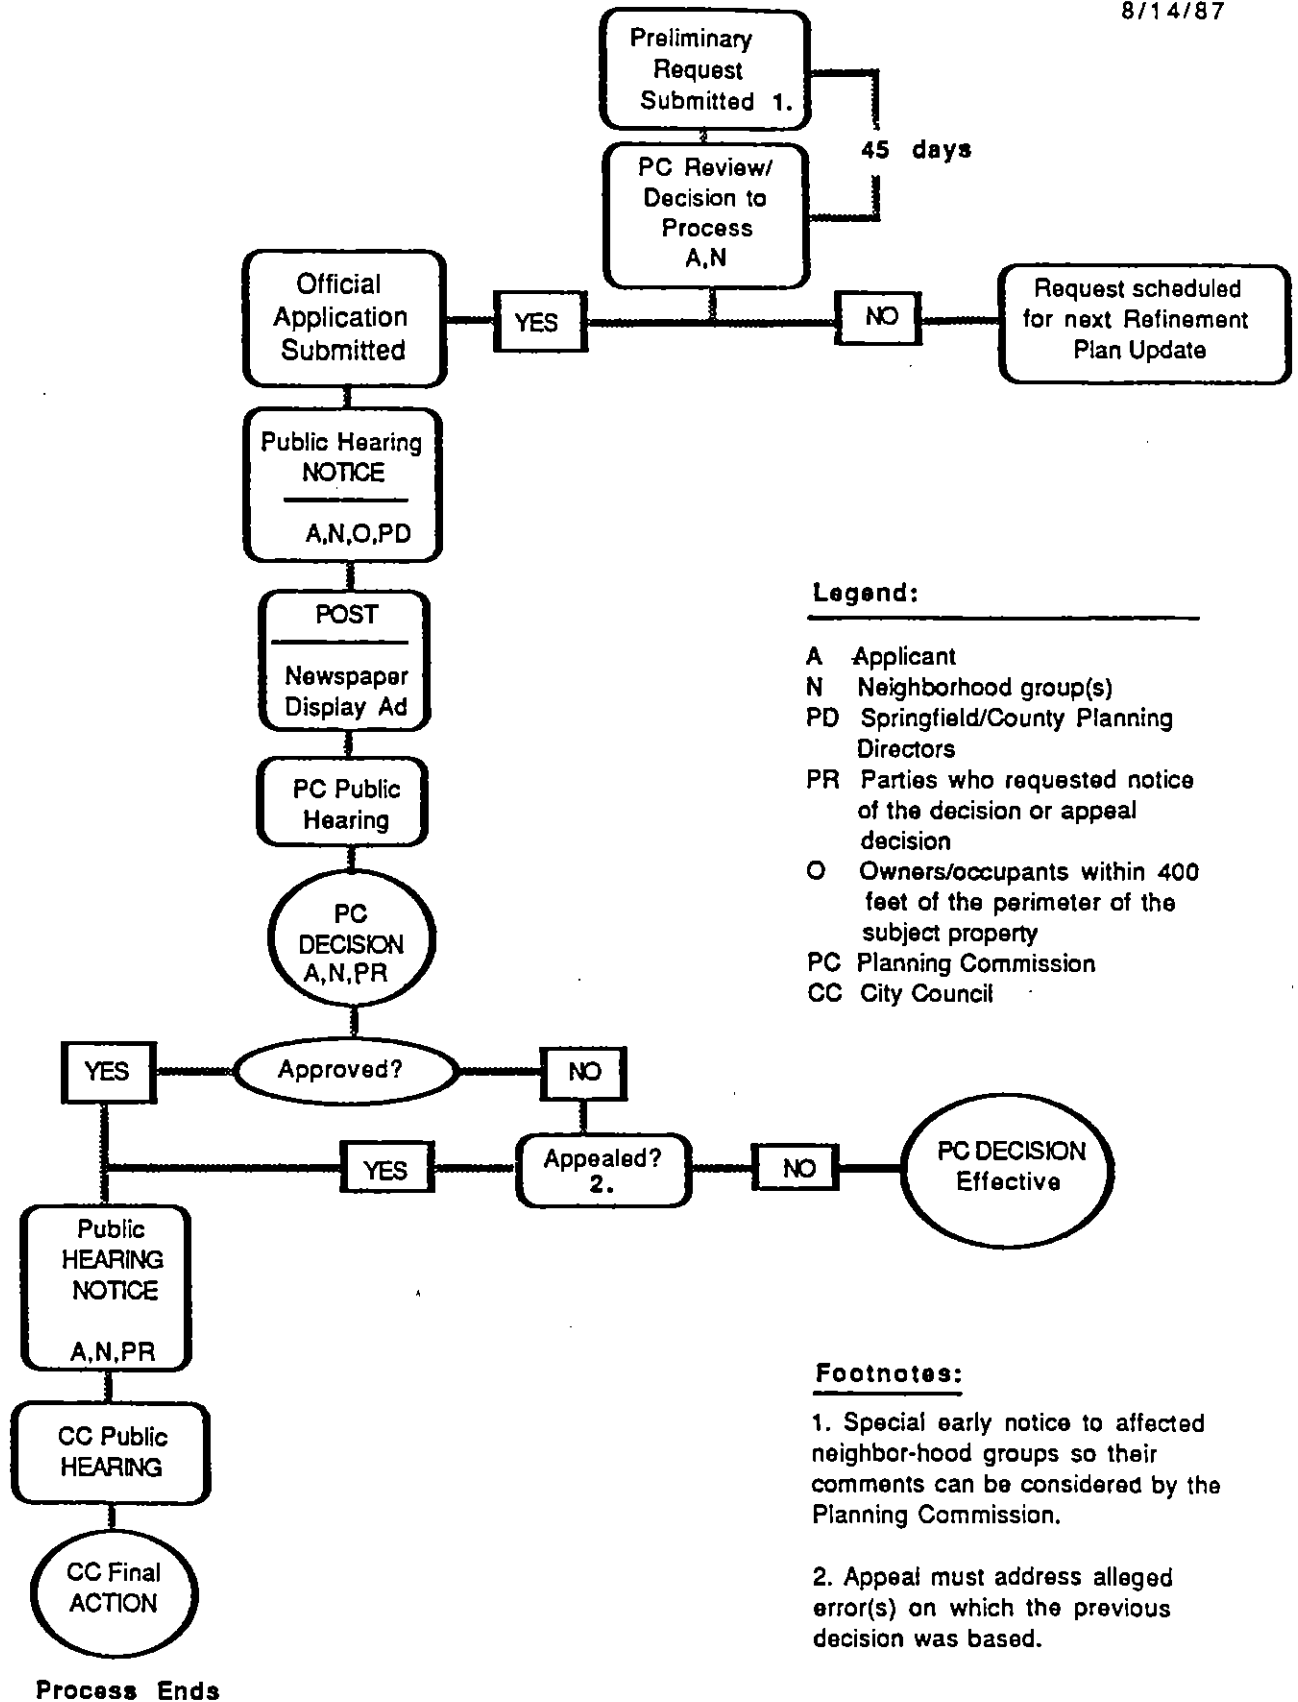 8/14/87
Preliminary
Request
Submitted 1.
45 days
PC Review/
Decision to
Process
A,N
Official
Application
Submitted
YES
NO
Request scheduled
for next Refinement
Plan Update
Public Hearing
NOTICE
A,N,O,PD
POST
Newspaper
Display Ad
PC Public
Hearing
PC
DECISION
A,N,PR
Approved?
YES
NO
Appealed?
2.
YES
NO
PC DECISION
Effective
Public
HEARING
NOTICE
A,N,PR
CC Public
HEARING
CC Final
ACTION
Process Ends
Legend:
A Applicant
N Neighborhood group(s)
PD Springfield/County Planning
Directors
PR Parties who requested notice
of the decision or appeal
decision
O Owners/occupants within 400
feet of the perimeter of the
subject property
PC Planning Commission
CC City Council
Footnotes:
1. Special early notice to affected
neighbor-hood groups so their
comments can be considered by the
Planning Commission.
2. Appeal must address alleged
error(s) on which the previous
decision was based.